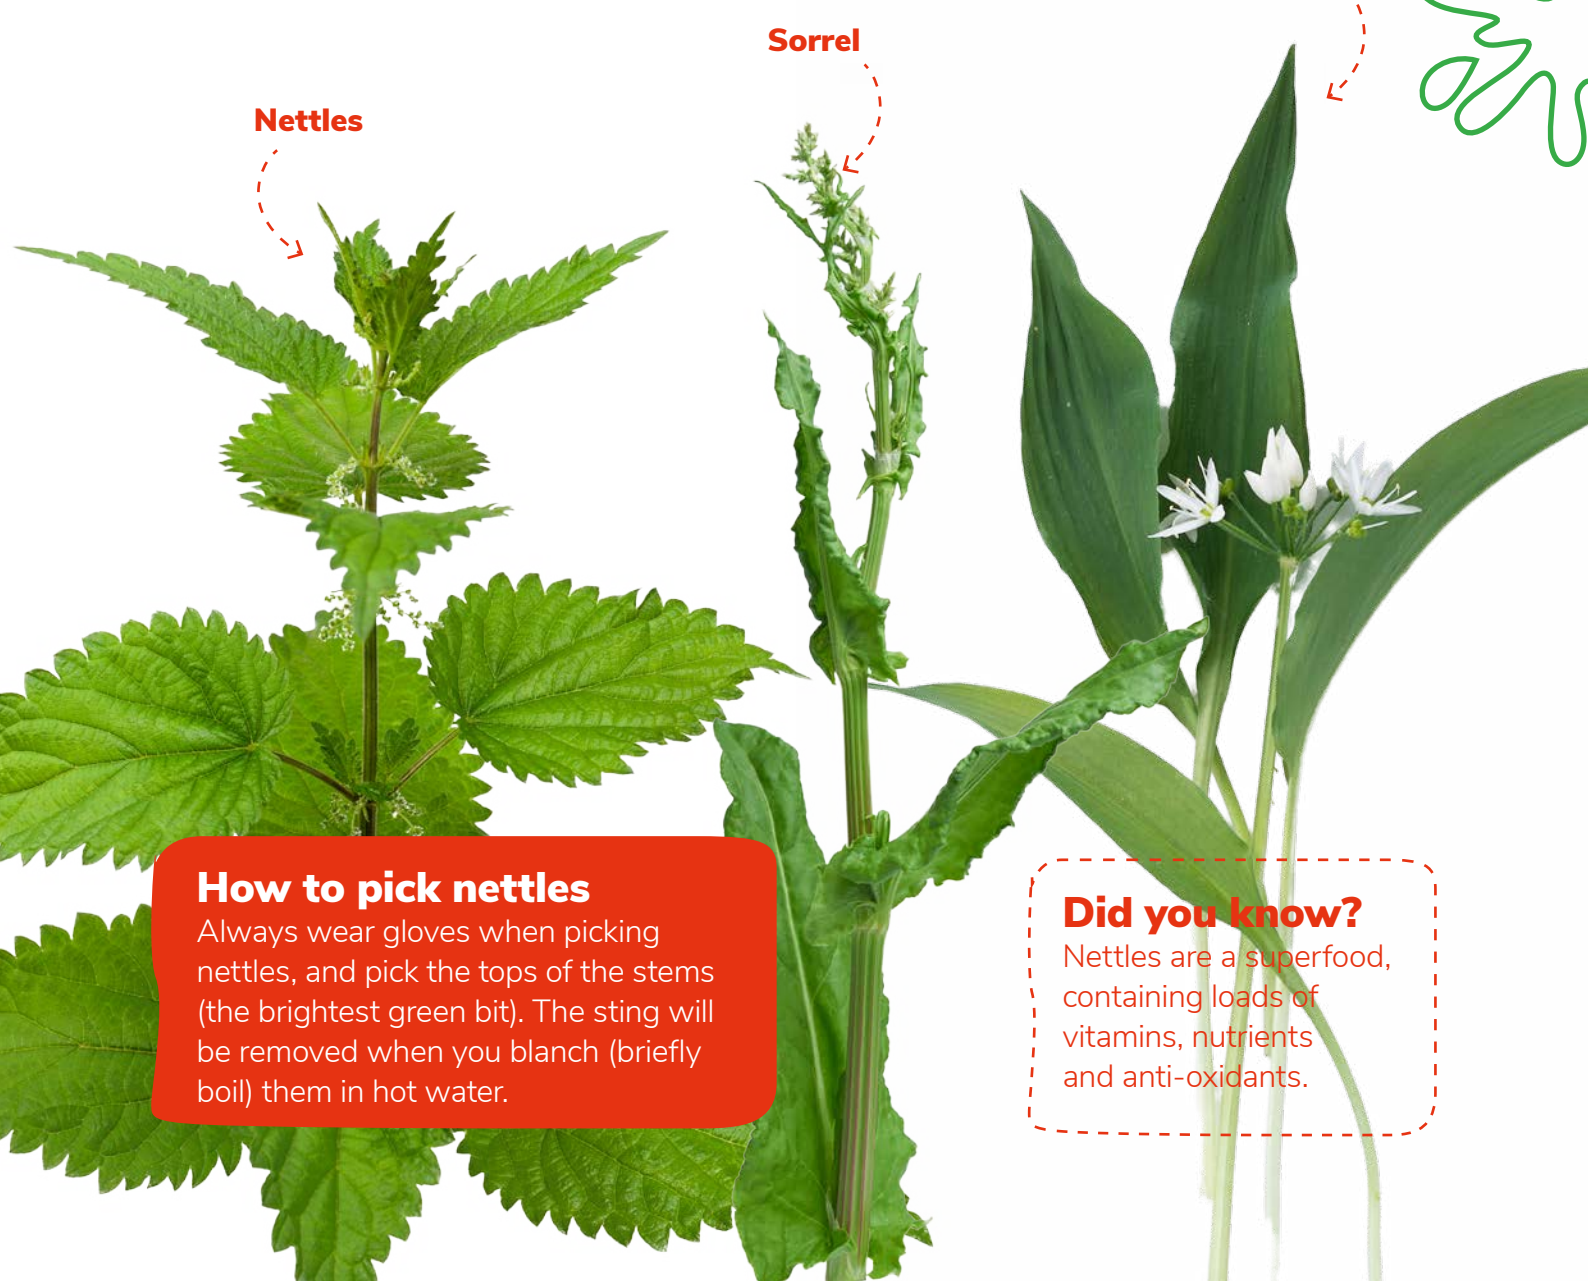 Sorrel
Nettles
How to pick nettles
Always wear gloves when picking
nettles, and pick the tops of the stems
(the brightest green bit). The sting will
be removed when you blanch (briefly
boil) them in hot water.
Did you know?
Nettles are a superfood,
containing loads of
vitamins, nutrients
and anti-oxidants.